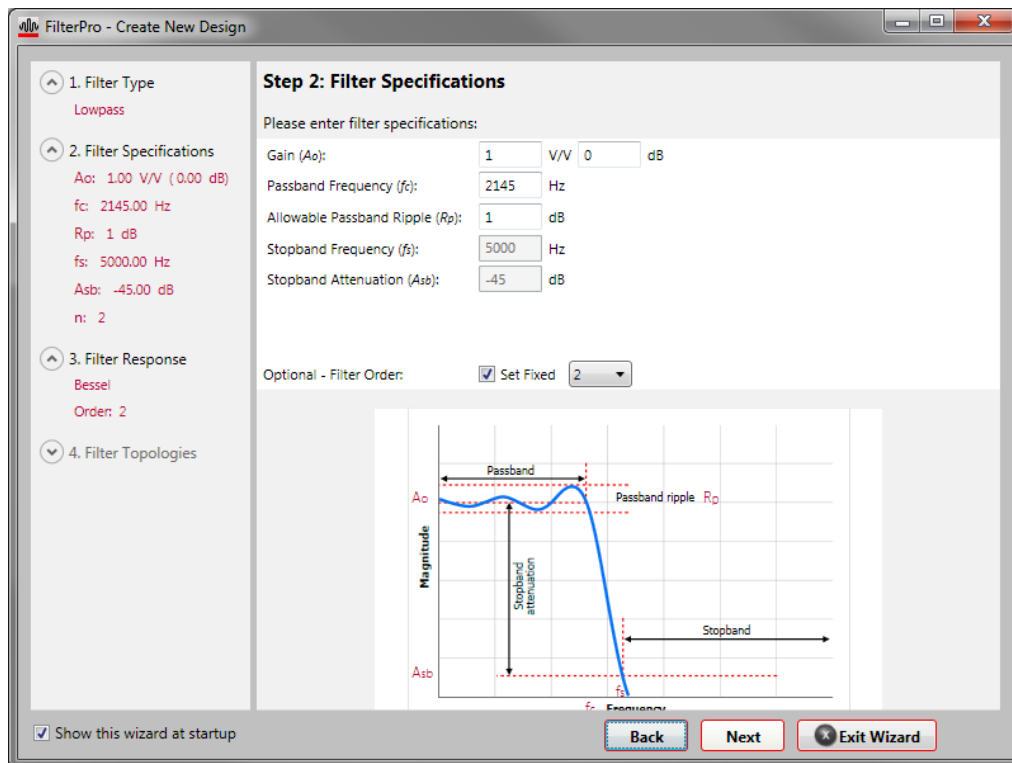 FilterPro - Create New Design
1. Filter Type
Lowpass
2. Filter Specifications
Ao: 1.00 V/V ( 0.00 dB)
fc: 2145.00 Hz
Rp: 1 dB
fs: 5000.00 Hz
Asb: -45.00 dB
n: 2
3. Filter Response
Bessel
Order: 2
4. Filter Topologies
Step 2: Filter Specifications
Please enter filter specifications:
Gain (Ao): 1 V/V 0 dB
Passband Frequency (fc): 2145 Hz
Allowable Passband Ripple (Rp): 1 dB
Stopband Frequency (fs): 5000 Hz
Stopband Attenuation (Asb): -45 dB
Optional - Filter Order: Set Fixed 2
Passband
Ao
Passband ripple Rp
Magnitude
Stopband attenuation
Stopband
Asb
fs
fc Frequency
Show this wizard at startup
Back
Next
Exit Wizard